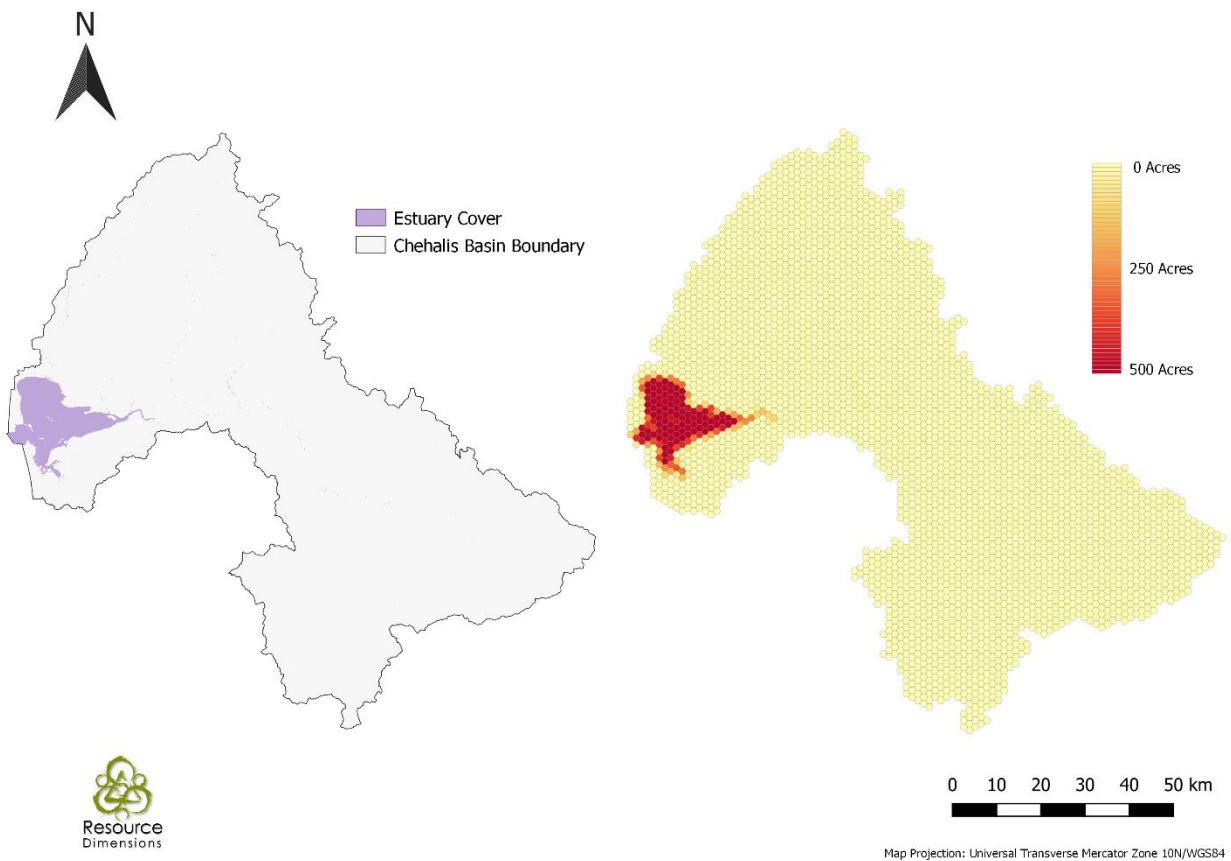 N
Estuary Cover
Chehalis Basin Boundary
0 Acres
250 Acres
500 Acres
Resource
Dimensions
0 10 20 30 40 50 km
Map Projection: Universal Transverse Mercator Zone 10N/WGS84